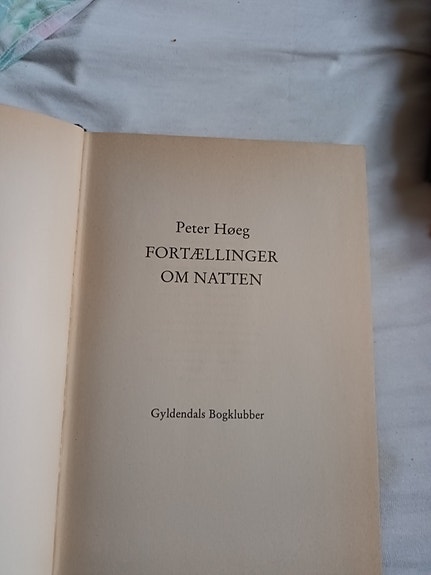 Peter Høeg
FORTÆLLINGER
OM NATTEN
Gyldendals Bogklubber